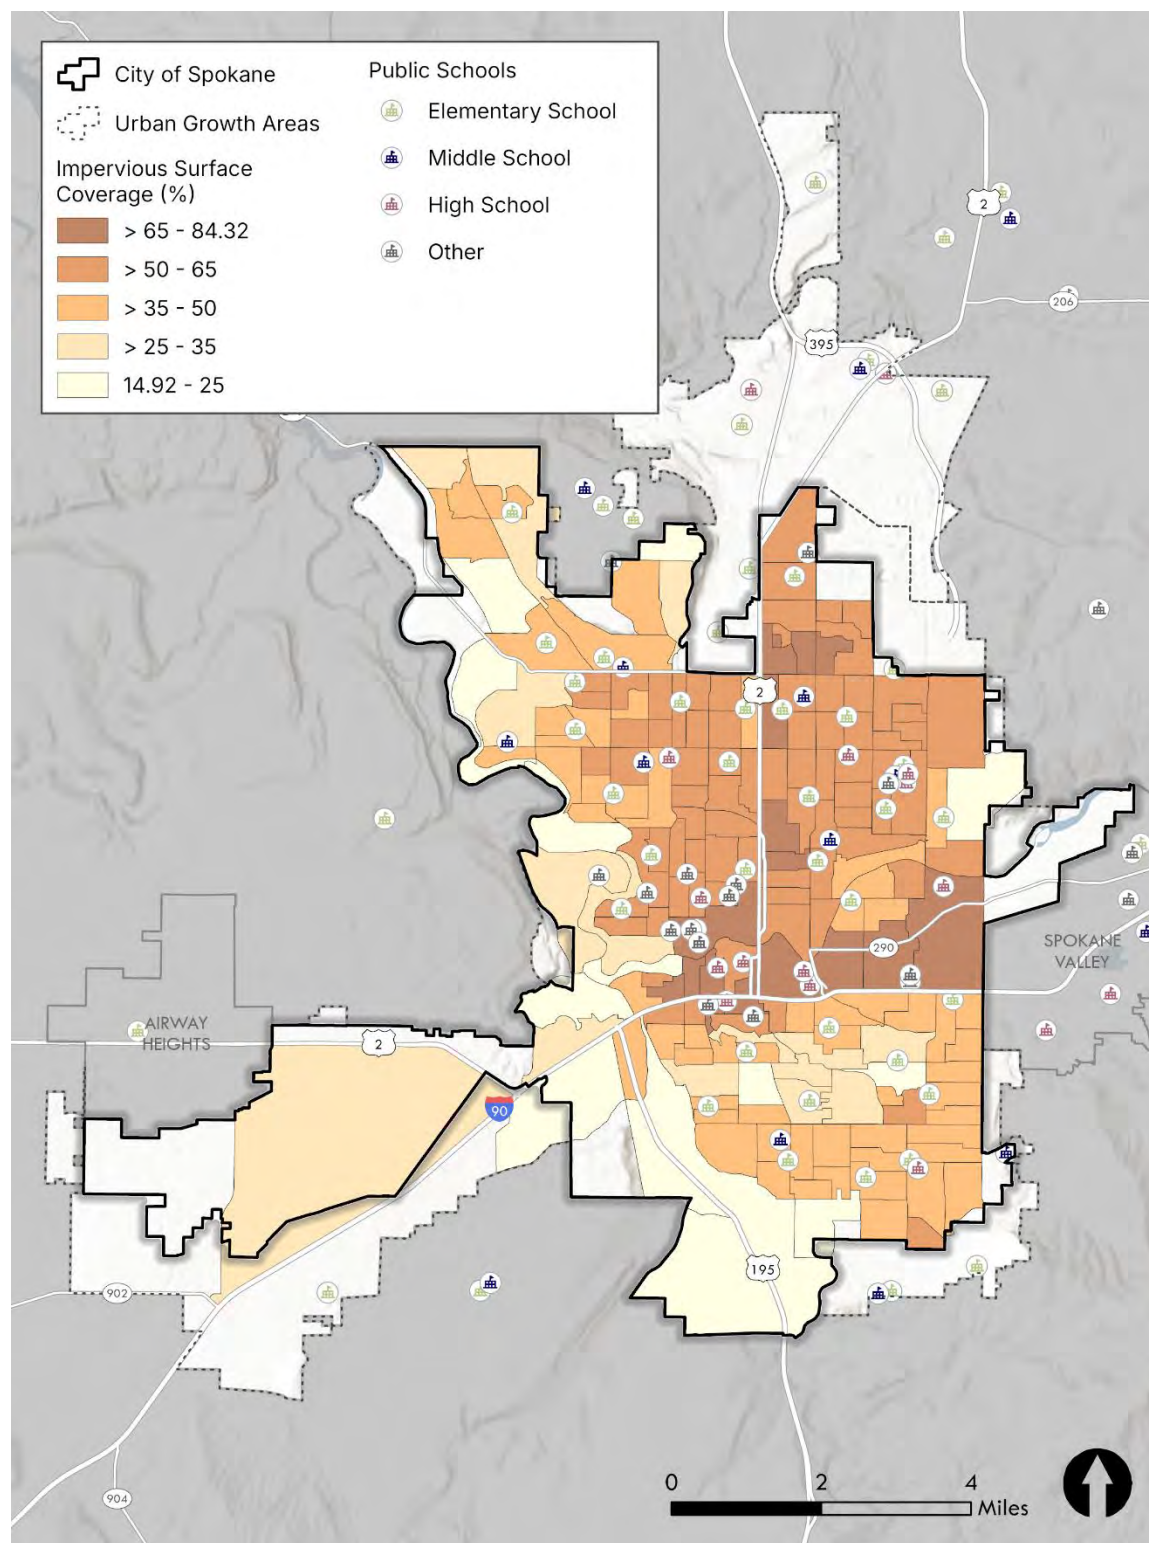 City of Spokane
Urban Growth Areas
Impervious Surface
Coverage (%)
> 65 - 84.32
> 50 - 65
> 35 - 50
> 25 - 35
14.92 - 25
Public Schools
Elementary School
Middle School
High School
Other
2
206
395
2
290
SPOKANE
VALLEY
AIRWAY
HEIGHTS
2
90
195
902
904
0
2
4
Miles